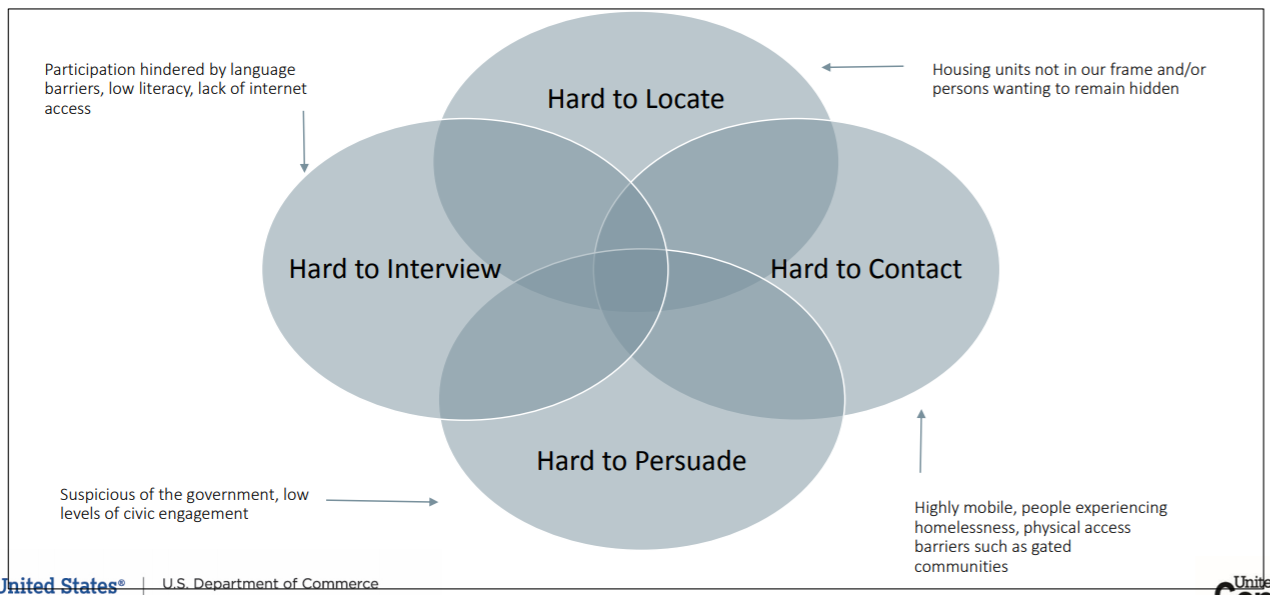 Participation hindered by language
barriers, low literacy, lack of internet
access
Hard to Locate
Housing units not in our frame and/or
persons wanting to remain hidden
Hard to Interview
Hard to Contact
Hard to Persuade
Suspicious of the government, low
levels of civic engagement
Highly mobile, people experiencing
homelessness, physical access
barriers such as gated
communities
United States®
U.S. Department of Commerce